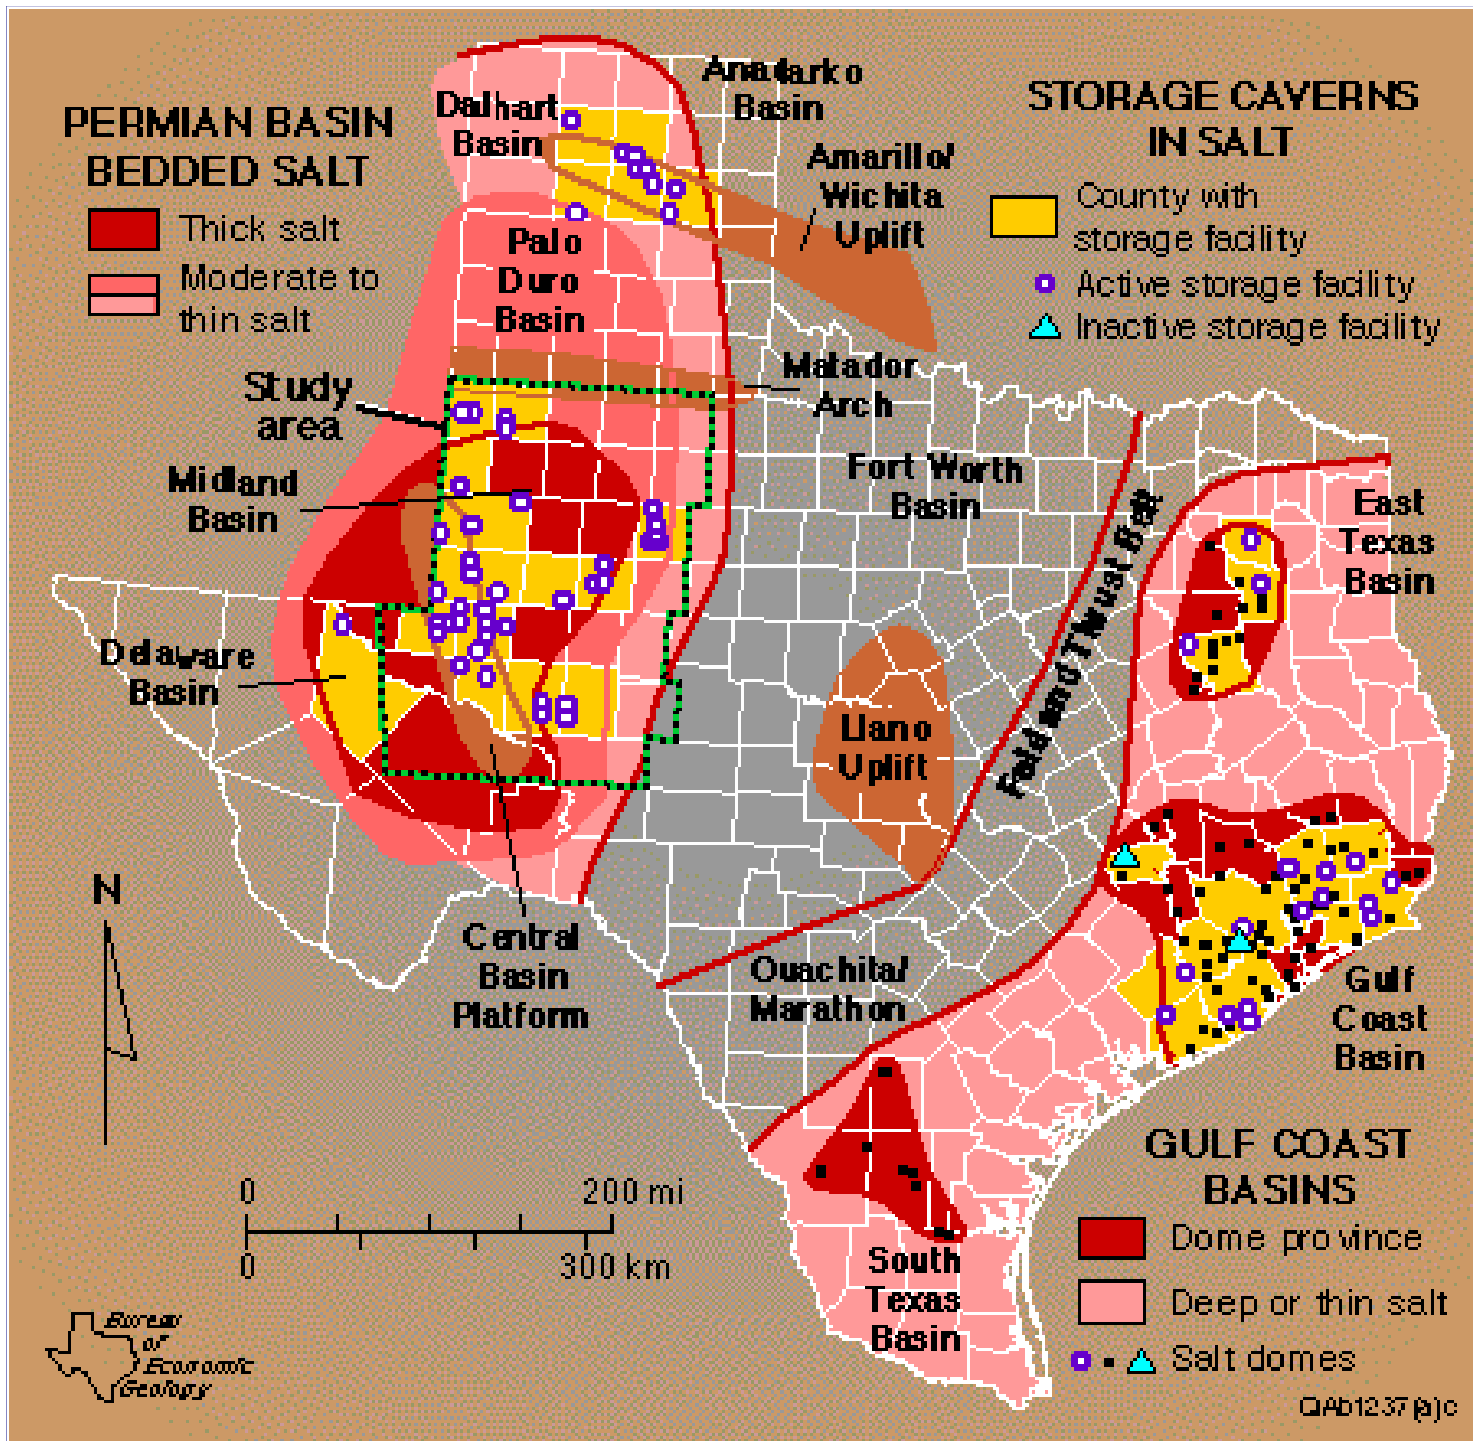 PERMIAN BASIN
BEDDED SALT
Thick salt
Moderate to
thin salt
Dalhart
Basin
Anadarko
Basin
Amarillo/
Wichita
Uplift
STORAGE CAVERNS
IN SALT
County with
storage facility
Active storage facility
Inactive storage facility
Palo
Duro
Basin
Study
area
Matador
Arch
Midland
Basin
Fort Worth
Basin
East
Texas
Basin
Fold and Thrust Belt
Delaware
Basin
Llano
Uplift
N
Central
Basin
Platform
Ouachita/
Marathon
Gulf
Coast
Basin
GULF COAST
BASINS
Dome province
Deep or thin salt
Salt domes
0
200 mi
0
300 km
South
Texas
Basin
Bureau
of
Economic
Geology
QAb1237(a)c